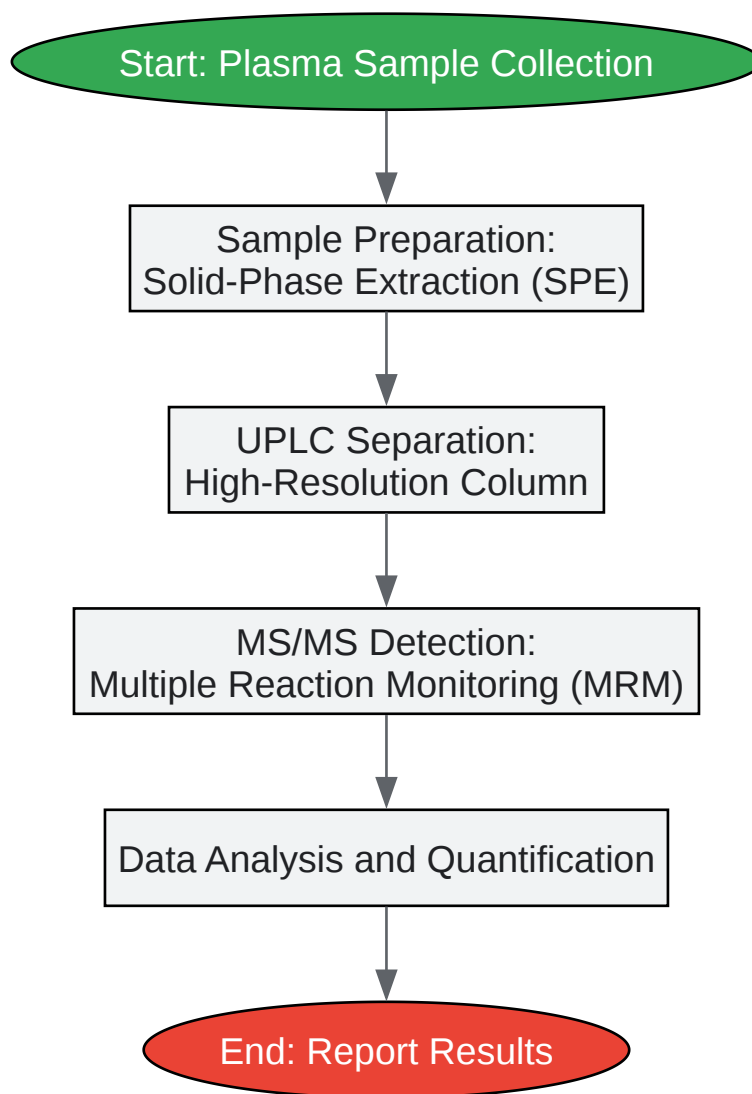 Start: Plasma Sample Collection
Sample Preparation:
Solid-Phase Extraction (SPE)
UPLC Separation:
High-Resolution Column
MS/MS Detection:
Multiple Reaction Monitoring (MRM)
Data Analysis and Quantification
End: Report Results